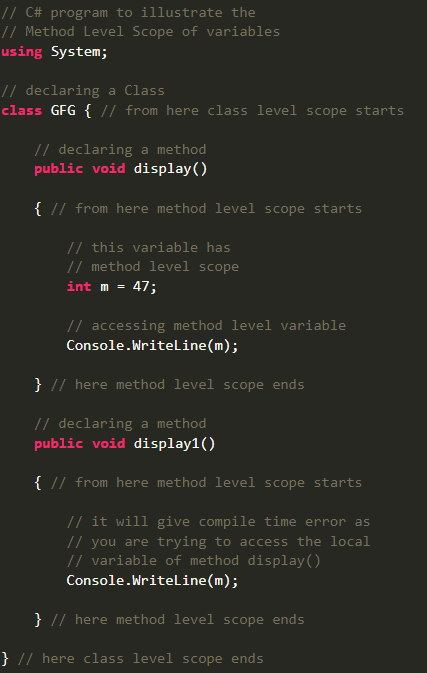 // C# program to illustrate the
// Method Level Scope of variables
using System;
// declaring a Class
class GFG { // from here class level scope starts
// declaring a method
public void display()
{ // from here method level scope starts
// this variable has
// method level scope
int m = 47;
// accessing method level variable
Console.WriteLine(m);
} // here method level scope ends
// declaring a method
public void display1()
{ // from here method level scope starts
// it will give compile time error as
// you are trying to access the local
// variable of method display()
Console.WriteLine(m);
} // here method level scope ends
} // here class level scope ends